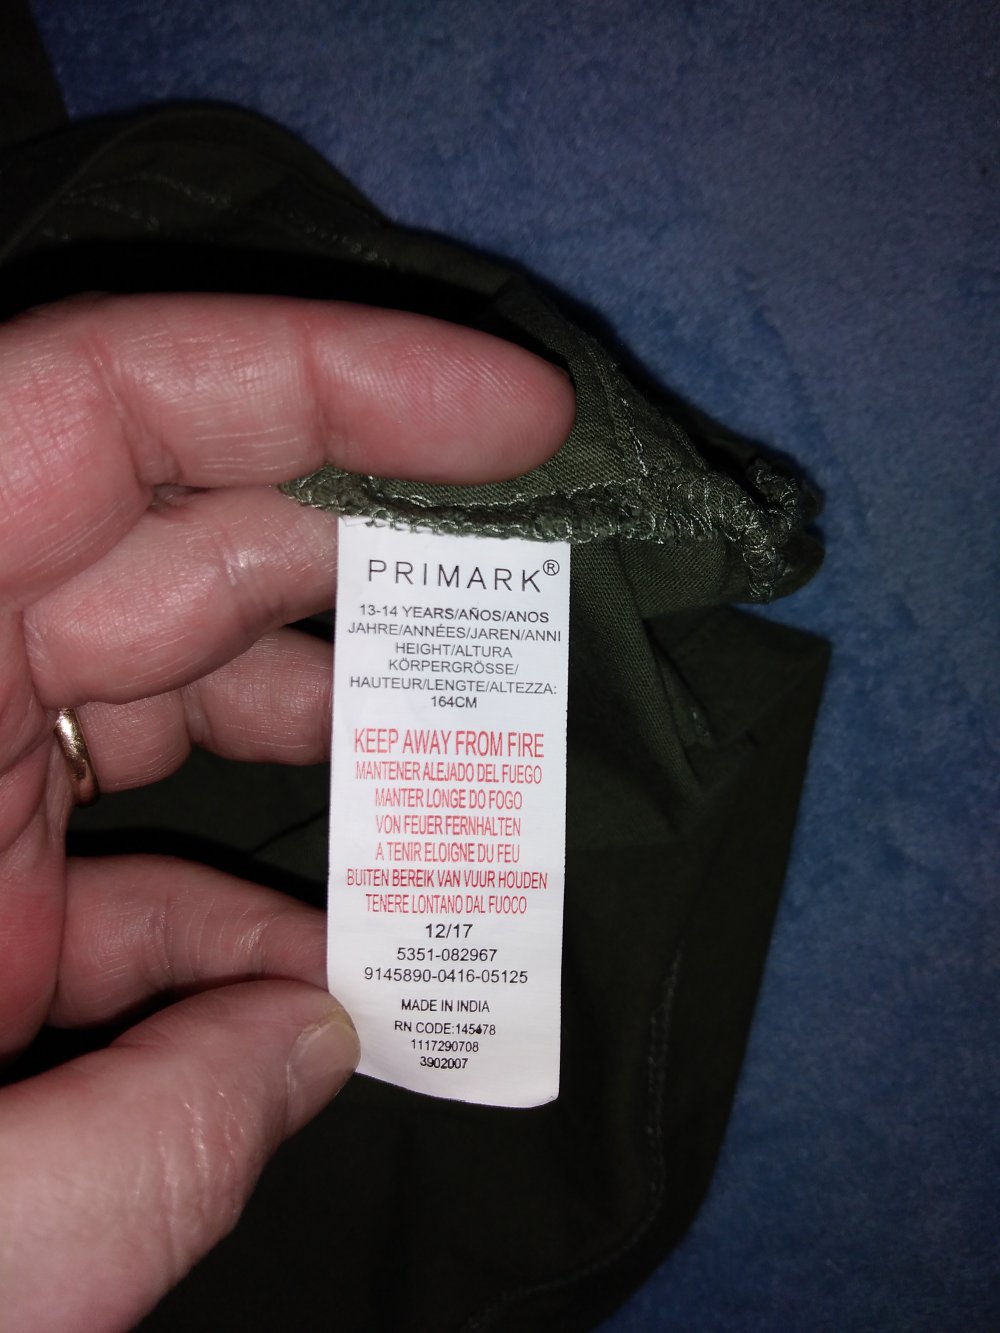 PRIMARK®
13-14 YEARS/AÑOS/ANOS
JAHRE/ANNÉES/JAREN/ANNI
HEIGHT/ALTURA
KÖRPERGRÖSSE/
HAUTEUR/LENGTE/ALTEZZA:
164CM
KEEP AWAY FROM FIRE
MANTENER ALEJADO DEL FUEGO
MANTER LONGE DO FOGO
VON FEUER FERNHALTEN
A TENIR ELOIGNE DU FEU
BUITEN BEREIK VAN VUUR HOUDEN
TENERE LONTANO DAL FUOCO
12/17
5351-082967
9145890-0416-05125
MADE IN INDIA
RN CODE:145478
1117290708
3902007